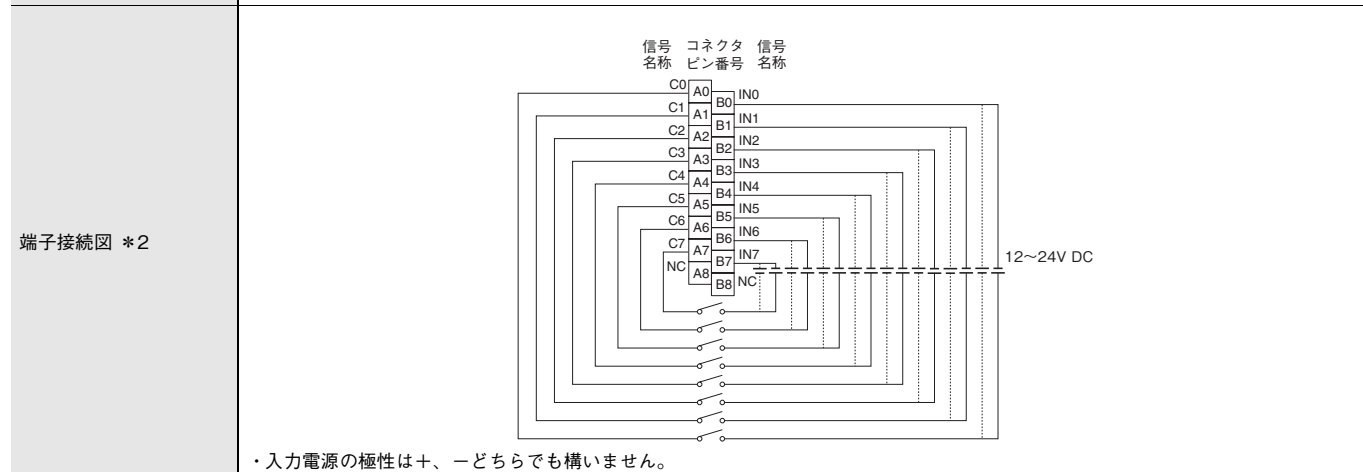 端子接続図 *2
信号 コネクタ 信号
名称 ピン番号 名称
C0 A0 B0 IN0
C1 A1 B1 IN1
C2 A2 B2 IN2
C3 A3 B3 IN3
C4 A4 B4 IN4
C5 A5 B5 IN5
C6 A6 B6 IN6
C7 A7 B7 IN7
NC A8 B8 NC
12～24V DC
・入力電源の極性は＋、－どちらでも構いません。